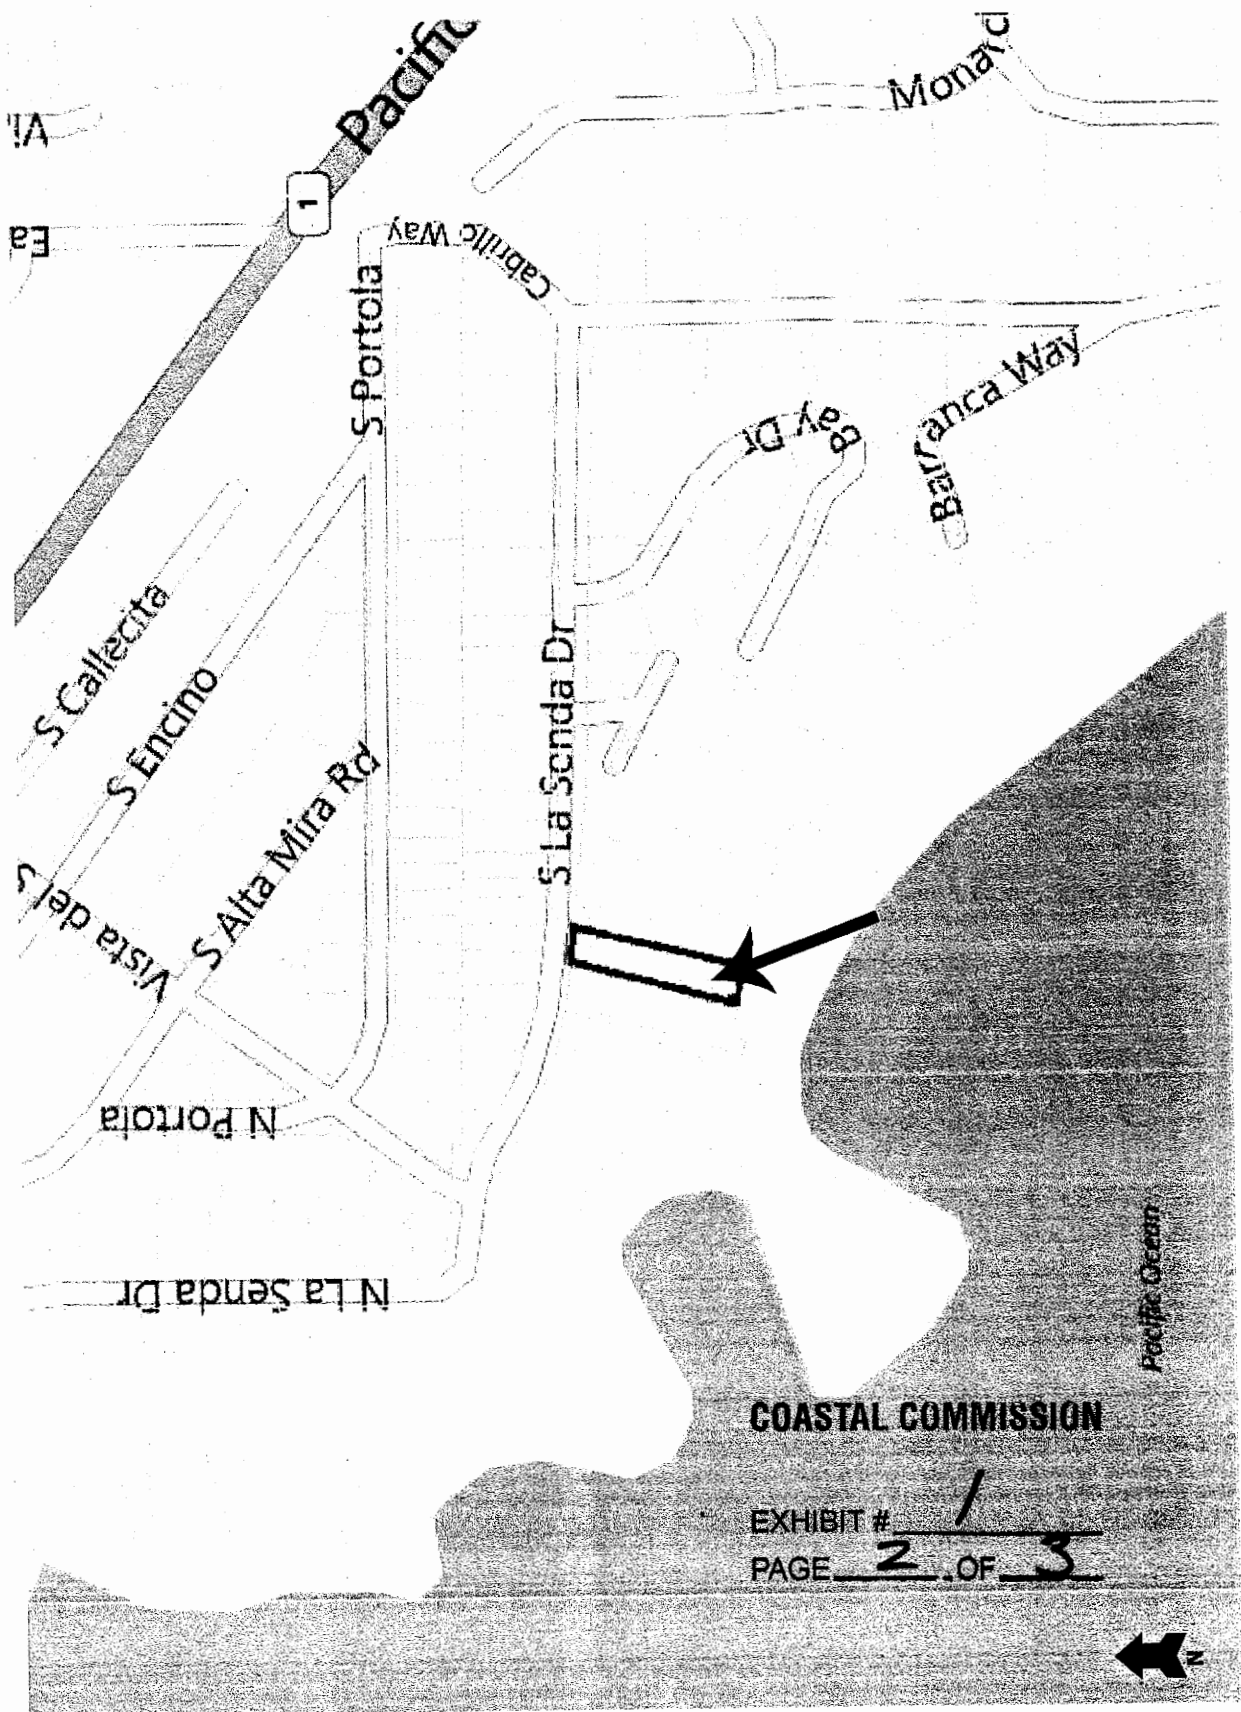 Pacific
Monarc
Vi
1
Ea
Cabrillo Way
S Portola
Barranca Way
Bay Dr
S Callecita
S Encino
S La Senda Dr
S Alta Mira Rd
Vista del S
N Portola
N La Senda Dr
Pacific Ocean
COASTAL COMMISSION
EXHIBIT # 1
PAGE 2 OF 3
N